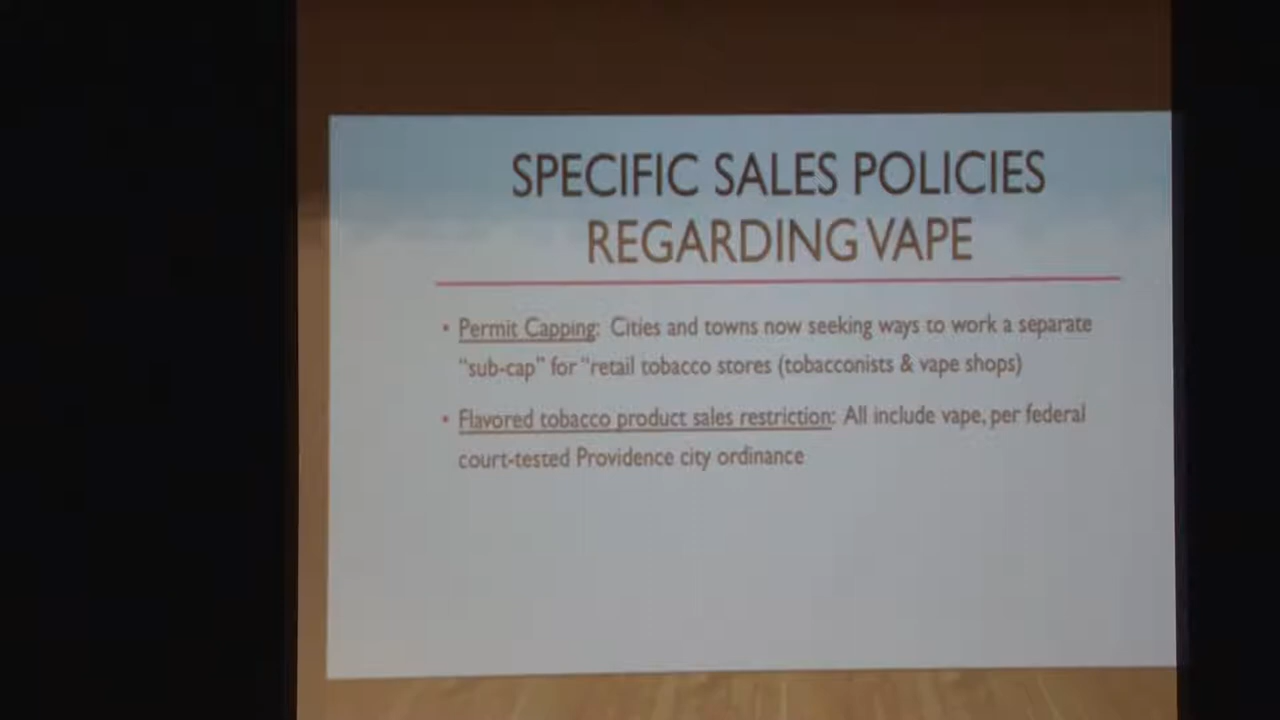 SPECIFIC SALES POLICIES
REGARDING VAPE
• Permit Capping: Cities and towns now seeking ways to work a separate
"sub-cap" for "retail tobacco stores (tobacconists & vape shops)
• Flavored tobacco product sales restriction: All include vape, per federal
court-tested Providence city ordinance